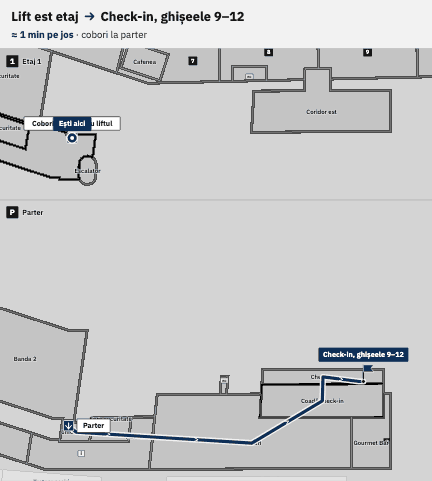 Lift est etaj → Check-in, ghișeele 9–12
≈ 1 min pe jos · cobori la parter
1 Etaj 1
Cafenea
7
8
9
Coridor est
Ești aici
liftul
Escalator
P Parter
Banda 2
Parter
Check-in, ghișeele 9–12
Gourmet Bar